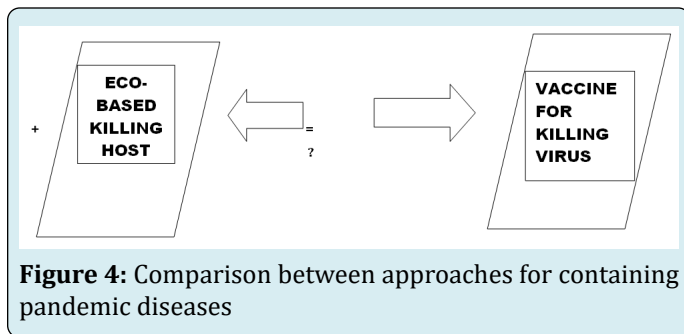 ECO-
BASED
KILLING
HOST
+
=
?
VACCINE
FOR
KILLING
VIRUS
Figure 4: Comparison between approaches for containing
pandemic diseases